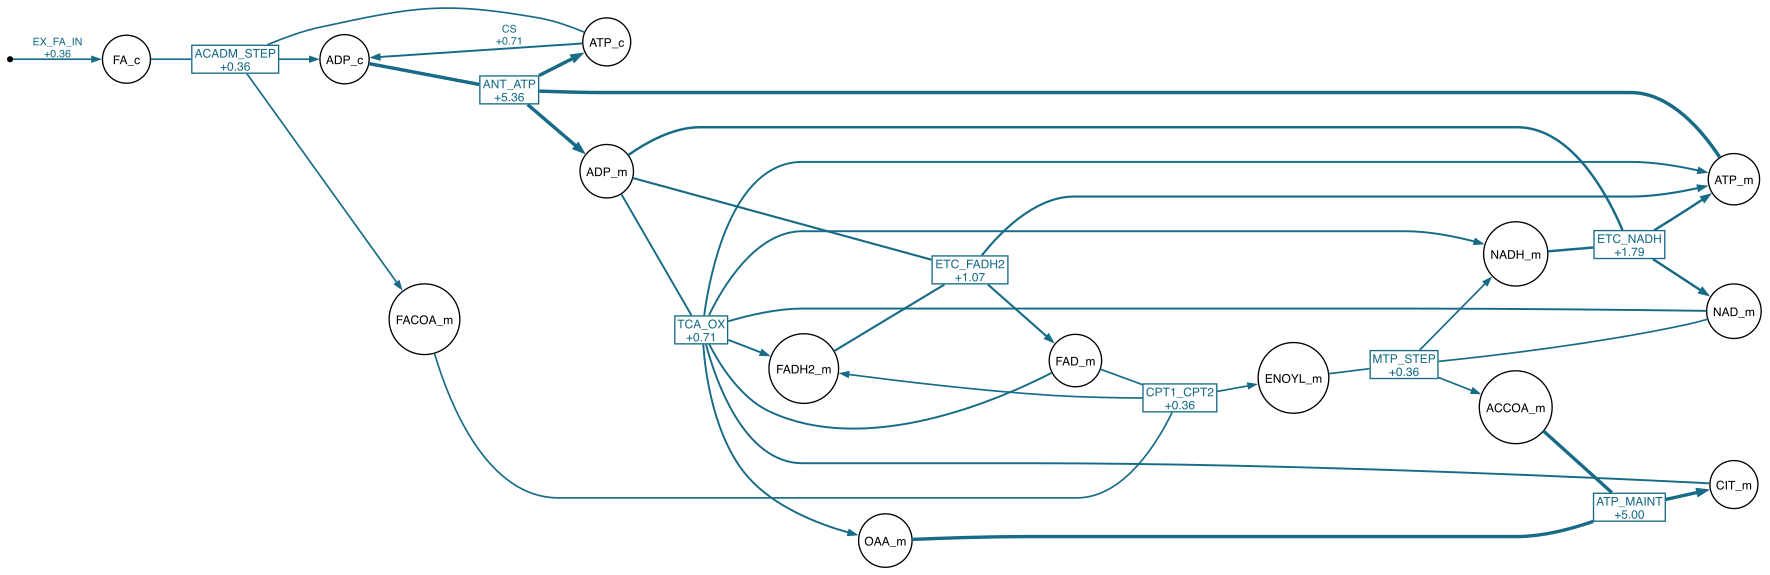 EX_FA_IN
+0.36
FA_c
ACADM_STEP
+0.36
ADP_c
CS
+0.71
ATP_c
ANT_ATP
+5.36
ADP_m
ATP_m
ETC_NADH
+1.79
NADH_m
ETC_FADH2
+1.07
FACOA_m
TCA_OX
+0.71
NAD_m
FADH2_m
FAD_m
MTP_STEP
+0.36
ENOYL_m
CPT1_CPT2
+0.36
ACCOA_m
CIT_m
ATP_MAINT
+5.00
OAA_m